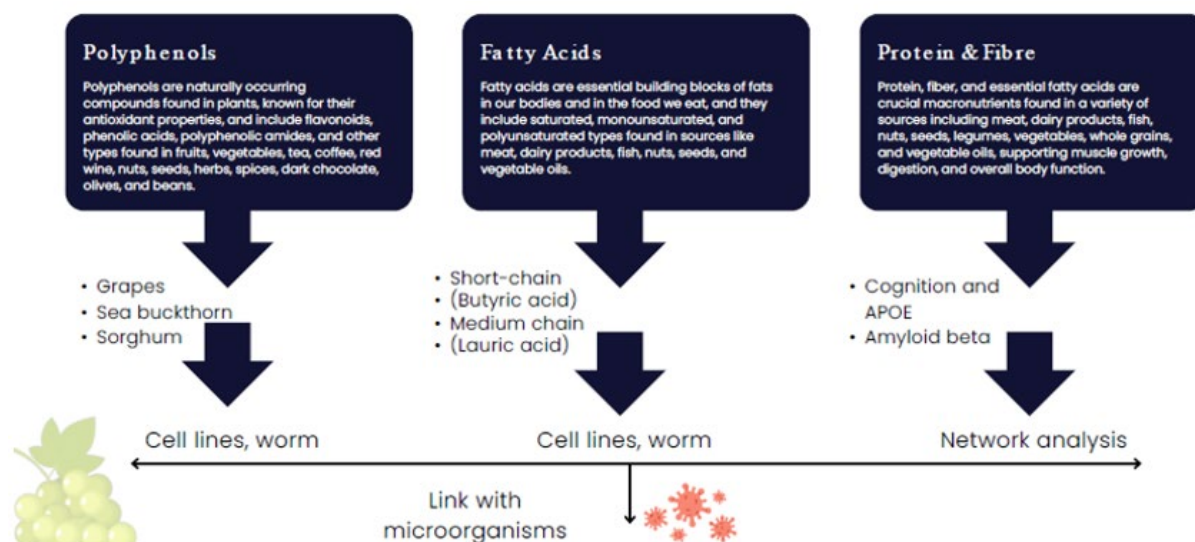 Polyphenols
Polyphenols are naturally occurring
compounds found in plants, known for their
antioxidant properties, and include flavonoids,
phenolic acids, polyphenolic amides, and other
types found in fruits, vegetables, tea, coffee, red
wine, nuts, seeds, herbs, spices, dark chocolate,
olives, and beans.
Fatty Acids
Fatty acids are essential building blocks of fats
in our bodies and in the food we eat, and they
include saturated, monounsaturated, and
polyunsaturated types found in sources like
meat, dairy products, fish, nuts, seeds, and
vegetable oils.
Protein & Fibre
Protein, fiber, and essential fatty acids are
crucial macronutrients found in a variety of
sources including meat, dairy products, fish,
nuts, seeds, legumes, vegetables, whole grains,
and vegetable oils, supporting muscle growth,
digestion, and overall body function.
• Grapes
• Sea buckthorn
• Sorghum
• Short-chain
• (Butyric acid)
• Medium chain
• (Lauric acid)
• Cognition and
APOE
• Amyloid beta
Cell lines, worm
Cell lines, worm
Network analysis
Link with
microorganisms